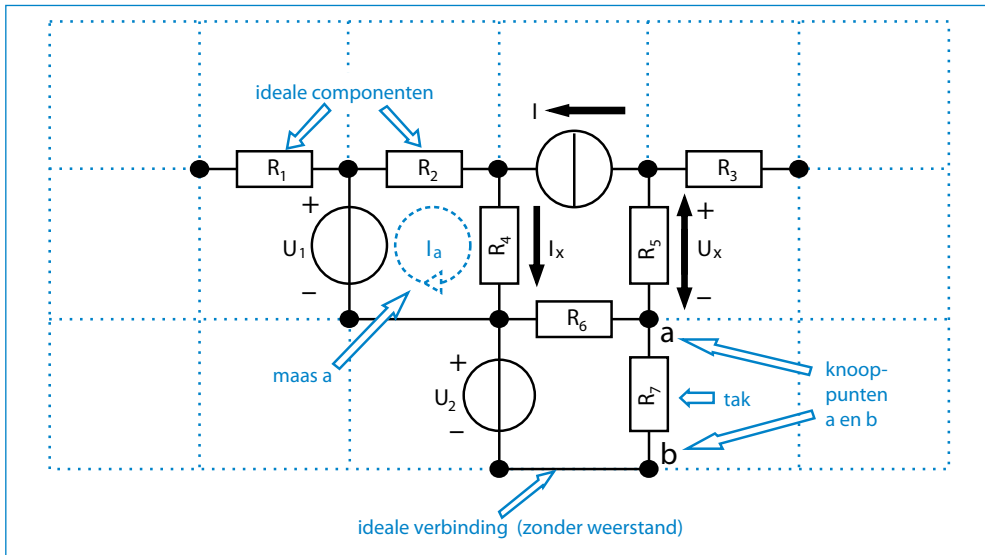 ideale componenten
I
R1
R2
R3
+
U1
−
Ia
R4
Ix
R5
+
Ux
−
R6
a
maas a
+
U2
−
R7
tak
knoop-
punten
a en b
b
ideale verbinding (zonder weerstand)